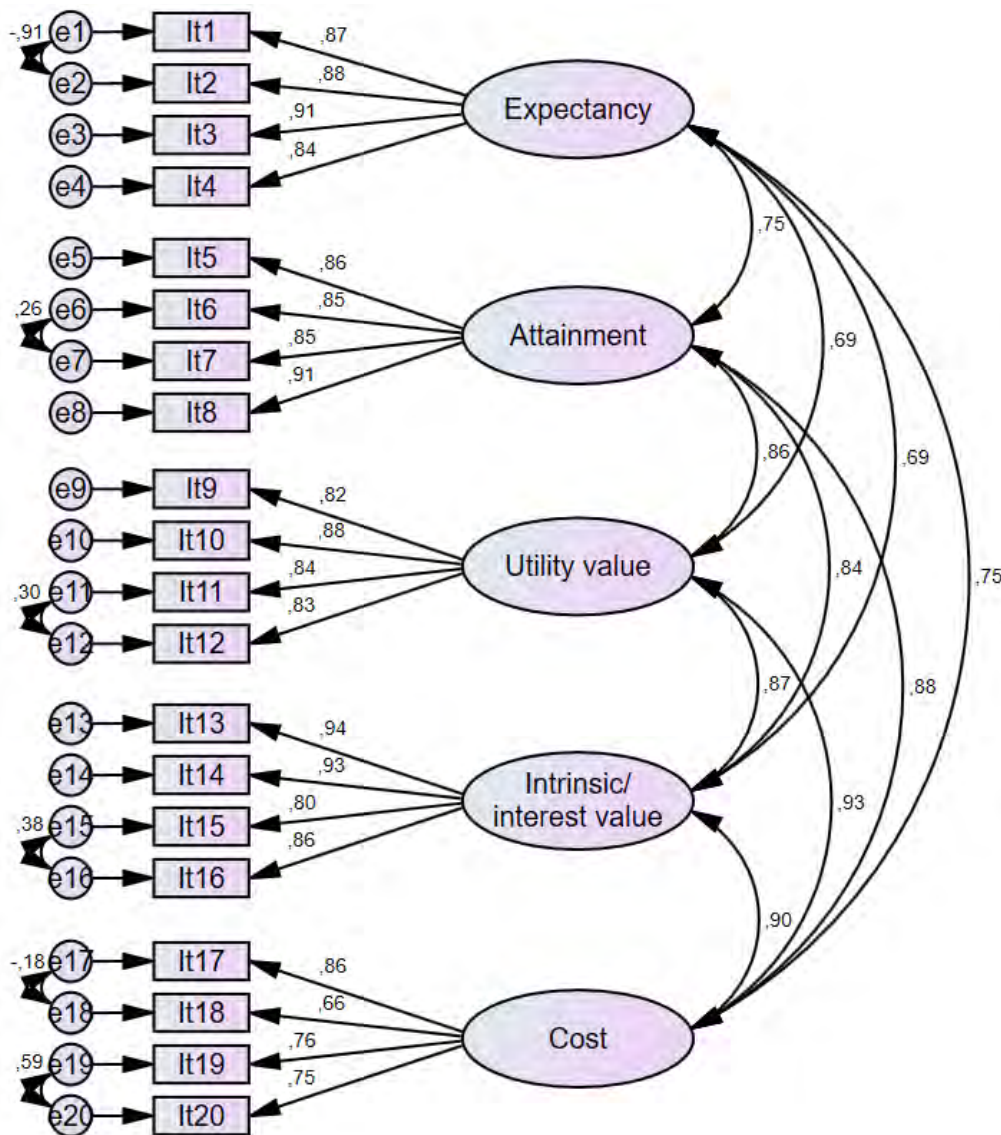 -,91
e1
It1
,87
e2
It2
,88
e3
It3
,91
e4
It4
,84
Expectancy
,75
e5
It5
,86
,26
e6
It6
,85
e7
It7
,85
e8
It8
,91
Attainment
,69
,86
,69
e9
It9
,82
e10
It10
,88
,30
e11
It11
,84
e12
It12
,83
Utility value
,84
,75
,87
,88
e13
It13
,94
e14
It14
,93
,38
e15
It15
,80
e16
It16
,86
Intrinsic/
interest value
,93
,90
-,18
e17
It17
,86
e18
It18
,66
,59
e19
It19
,76
e20
It20
,75
Cost